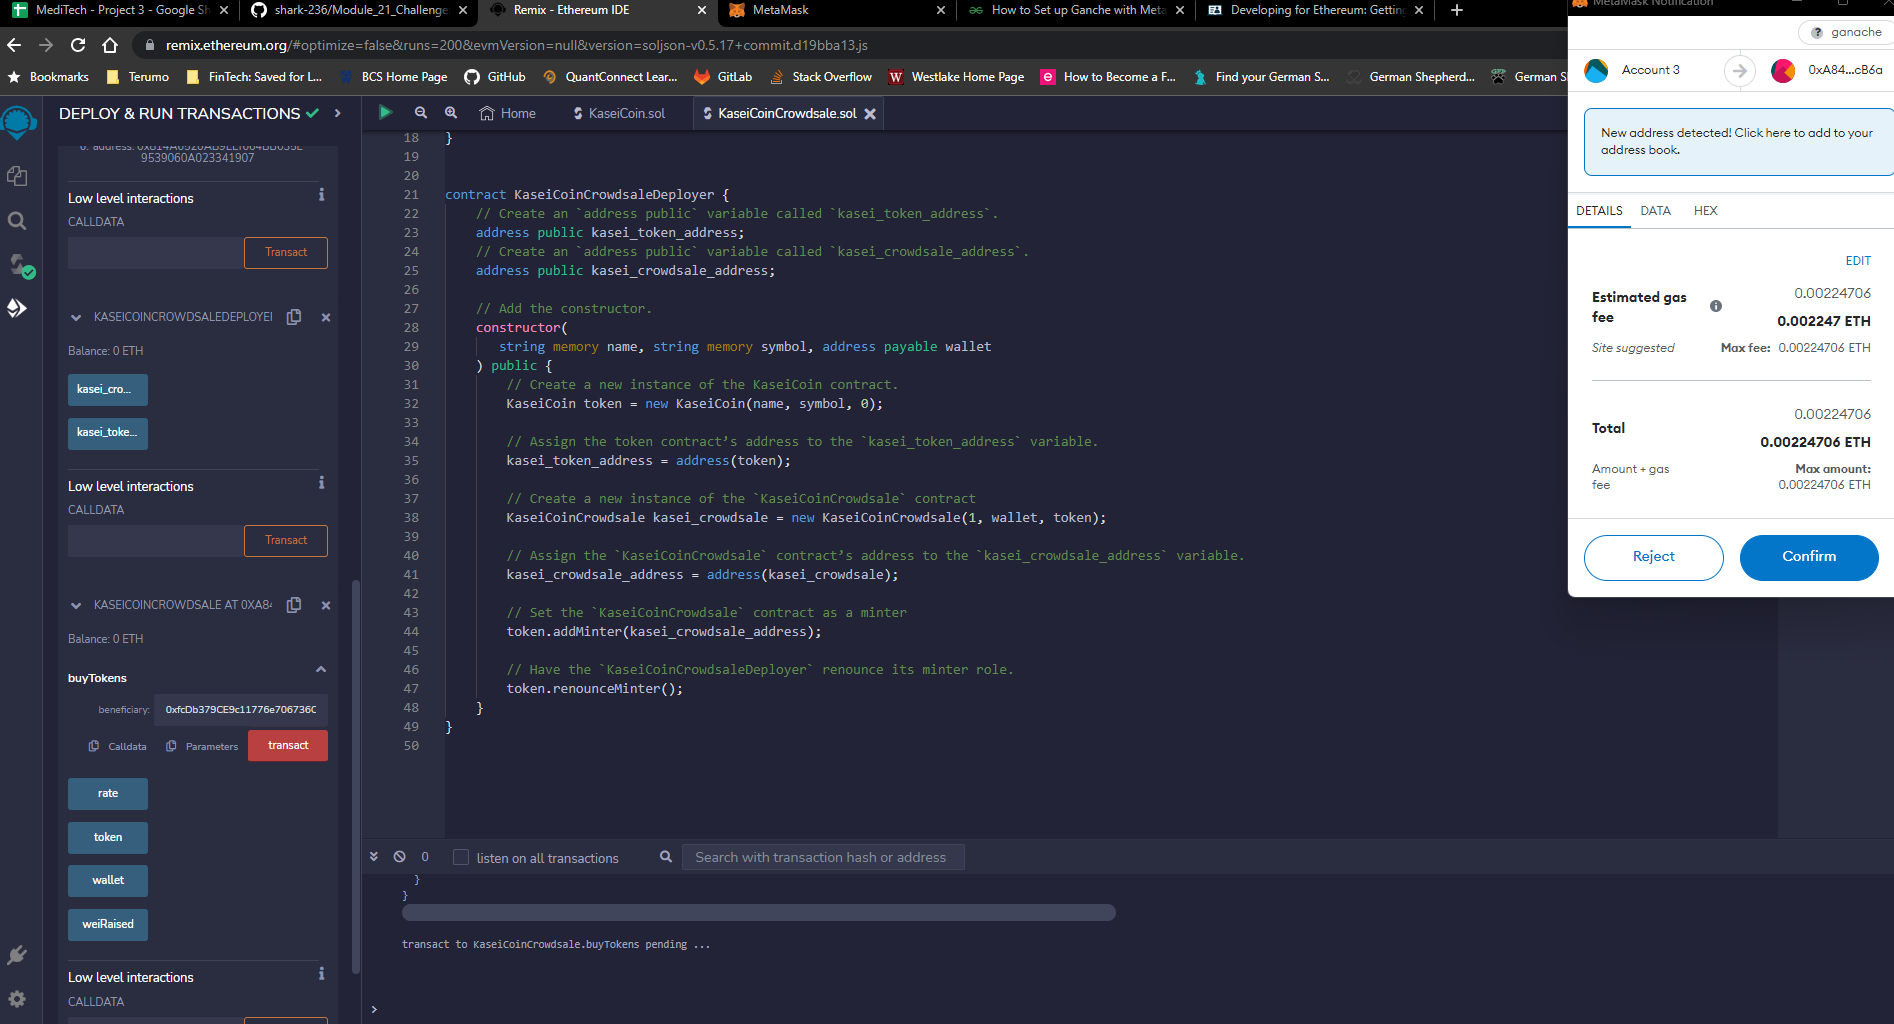 MediTech - Project 3 - Google Sh
shark-236/Module_21_Challenge
Remix - Ethereum IDE
MetaMask
How to Set up Ganche with Meta
Developing for Ethereum: Getting
MetaMask Notification
remix.ethereum.org/#optimize=false&runs=200&evmVersion=null&version=soljson-v0.5.17+commit.d19bba13.js
Bookmarks
Terumo
FinTech: Saved for L...
BCS Home Page
GitHub
QuantConnect Lear...
GitLab
Stack Overflow
Westlake Home Page
How to Become a F...
Find your German S...
German Shepherd...
German S
DEPLOY & RUN TRANSACTIONS
9539060A023341907
Low level interactions
CALLDATA
Transact
KASEICOINCROWDSALEDEPLOYEI
Balance: 0 ETH
kasei_cro...
kasei_toke...
Low level interactions
CALLDATA
Transact
KASEICOINCROWDSALE AT 0XA84
Balance: 0 ETH
buyTokens
beneficiary: 0xfcDb379CE9c11776e706736C
Calldata
Parameters
transact
rate
token
wallet
weiRaised
Low level interactions
CALLDATA
Home
KaseiCoin.sol
KaseiCoinCrowdsale.sol
18 }
19
20
21 contract KaseiCoinCrowdsaleDeployer {
22 // Create an `address public` variable called `kasei_token_address`.
23 address public kasei_token_address;
24 // Create an `address public` variable called `kasei_crowdsale_address`.
25 address public kasei_crowdsale_address;
26
27 // Add the constructor.
28 constructor(
29 string memory name, string memory symbol, address payable wallet
30 ) public {
31 // Create a new instance of the KaseiCoin contract.
32 KaseiCoin token = new KaseiCoin(name, symbol, 0);
33
34 // Assign the token contract’s address to the `kasei_token_address` variable.
35 kasei_token_address = address(token);
36
37 // Create a new instance of the `KaseiCoinCrowdsale` contract
38 KaseiCoinCrowdsale kasei_crowdsale = new KaseiCoinCrowdsale(1, wallet, token);
39
40 // Assign the `KaseiCoinCrowdsale` contract’s address to the `kasei_crowdsale_address` variable.
41 kasei_crowdsale_address = address(kasei_crowdsale);
42
43 // Set the `KaseiCoinCrowdsale` contract as a minter
44 token.addMinter(kasei_crowdsale_address);
45
46 // Have the `KaseiCoinCrowdsaleDeployer` renounce its minter role.
47 token.renounceMinter();
48 }
49 }
50
0
listen on all transactions
Search with transaction hash or address
}
}
transact to KaseiCoinCrowdsale.buyTokens pending ...
>
ganache
Account 3
0xA84...cB6a
New address detected! Click here to add to your
address book.
DETAILS
DATA
HEX
EDIT
Estimated gas
fee
0.00224706
0.002247 ETH
Site suggested
Max fee: 0.00224706 ETH
0.00224706
Total
0.00224706 ETH
Amount + gas
fee
Max amount:
0.00224706 ETH
Reject
Confirm